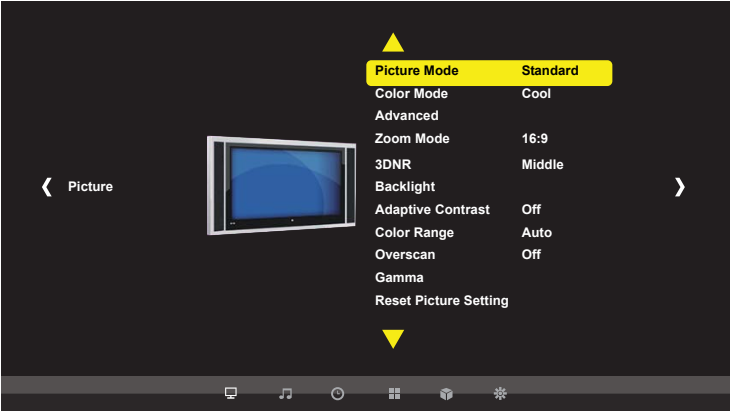 Picture
Picture Mode Standard
Color Mode Cool
Advanced
Zoom Mode 16:9
3DNR Middle
Backlight
Adaptive Contrast Off
Color Range Auto
Overscan Off
Gamma
Reset Picture Setting